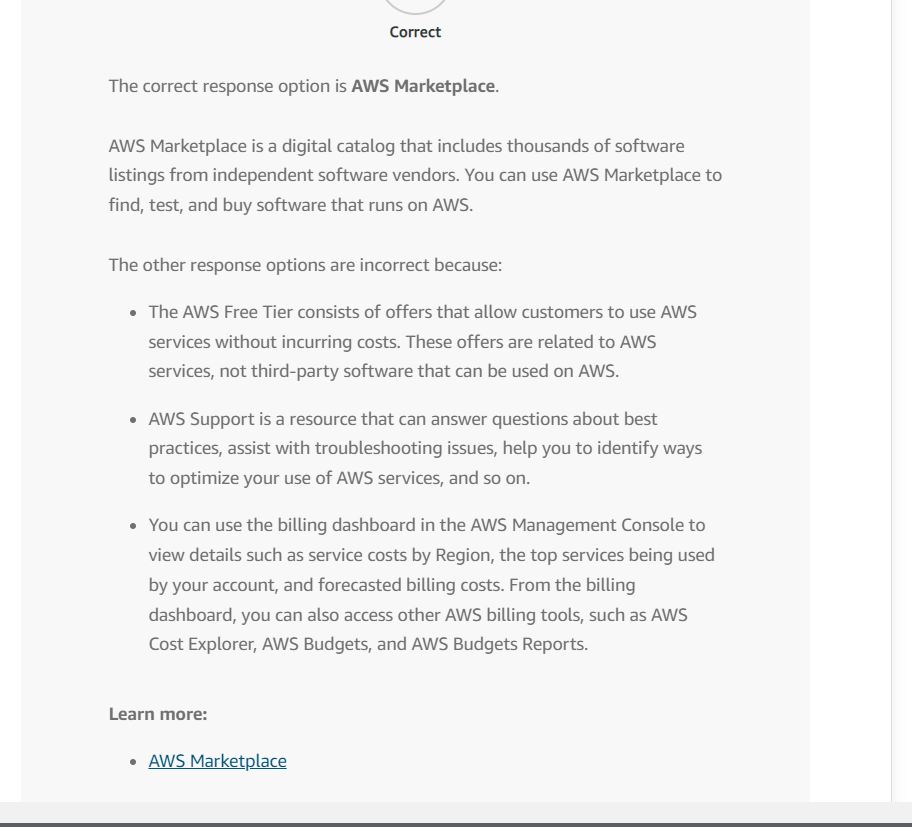 Correct
The correct response option is AWS Marketplace.
AWS Marketplace is a digital catalog that includes thousands of software
listings from independent software vendors. You can use AWS Marketplace to
find, test, and buy software that runs on AWS.
The other response options are incorrect because:
• The AWS Free Tier consists of offers that allow customers to use AWS
services without incurring costs. These offers are related to AWS
services, not third-party software that can be used on AWS.
• AWS Support is a resource that can answer questions about best
practices, assist with troubleshooting issues, help you to identify ways
to optimize your use of AWS services, and so on.
• You can use the billing dashboard in the AWS Management Console to
view details such as service costs by Region, the top services being used
by your account, and forecasted billing costs. From the billing
dashboard, you can also access other AWS billing tools, such as AWS
Cost Explorer, AWS Budgets, and AWS Budgets Reports.
Learn more:
• AWS Marketplace